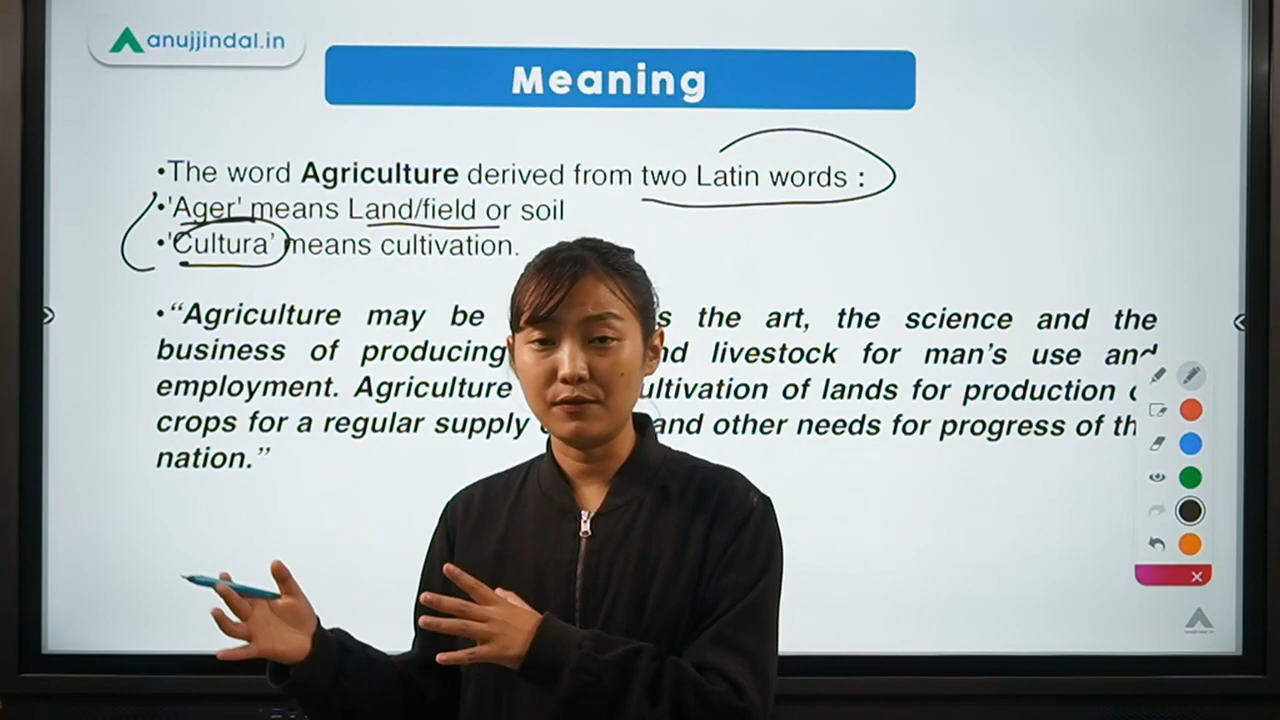 anujjindal.in
Meaning
•The word Agriculture derived from two Latin words :
•'Ager' means Land/field or soil
•'Cultura’ means cultivation.
•“Agriculture may be s the art, the science and the
business of producing nd livestock for man’s use and
employment. Agriculture ultivation of lands for production
crops for a regular supply and other needs for progress of th
nation.”